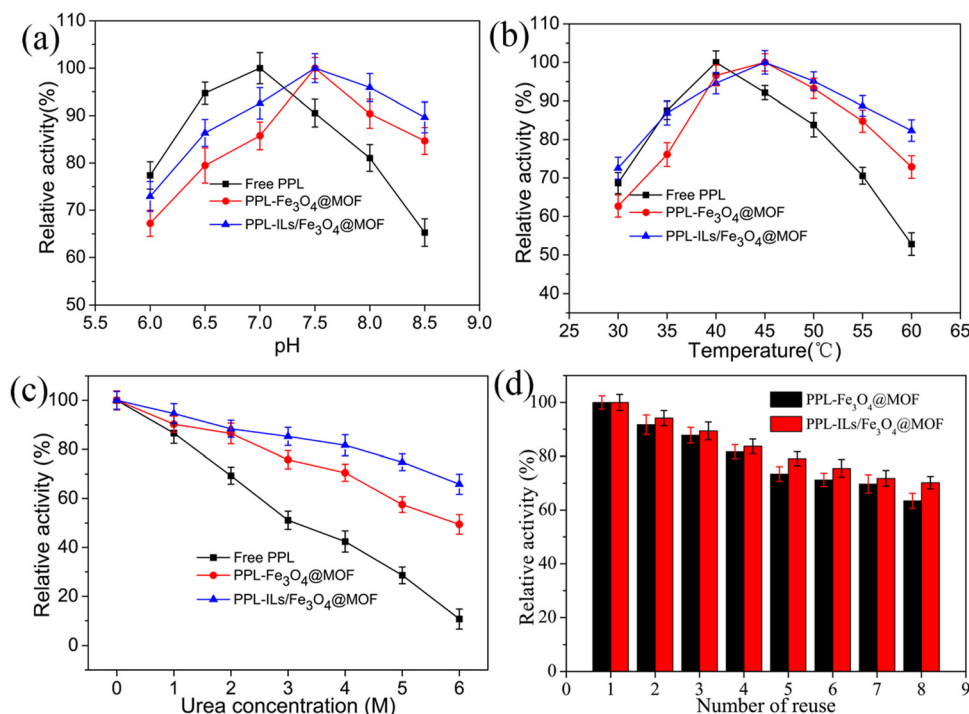 (a)
Relative activity(%)
110
100
90
80
70
60
50
Free PPL
PPL-Fe₃O₄@MOF
PPL-ILs/Fe₃O₄@MOF
5.5 6.0 6.5 7.0 7.5 8.0 8.5 9.0
pH
(b)
Relative activity (%)
110
100
90
80
70
60
50
40
Free PPL
PPL-Fe₃O₄@MOF
PPL-ILs/Fe₃O₄@MOF
25 30 35 40 45 50 55 60 65
Temperature(℃)
(c)
Relative activity (%)
100
80
60
40
20
0
Free PPL
PPL-Fe₃O₄@MOF
PPL-ILs/Fe₃O₄@MOF
0 1 2 3 4 5 6
Urea concentration (M)
(d)
Relative activity (%)
100
80
60
40
20
0
PPL-Fe₃O₄@MOF
PPL-ILs/Fe₃O₄@MOF
0 1 2 3 4 5 6 7 8 9
Number of reuse